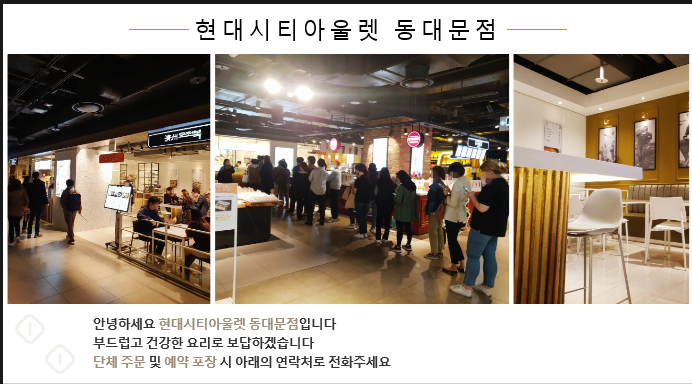 현대시티아울렛 동대문점
안녕하세요 현대시티아울렛 동대문점입니다
부드럽고 건강한 요리로 보답하겠습니다
단체 주문 및 예약 포장 시 아래의 연락처로 전화주세요